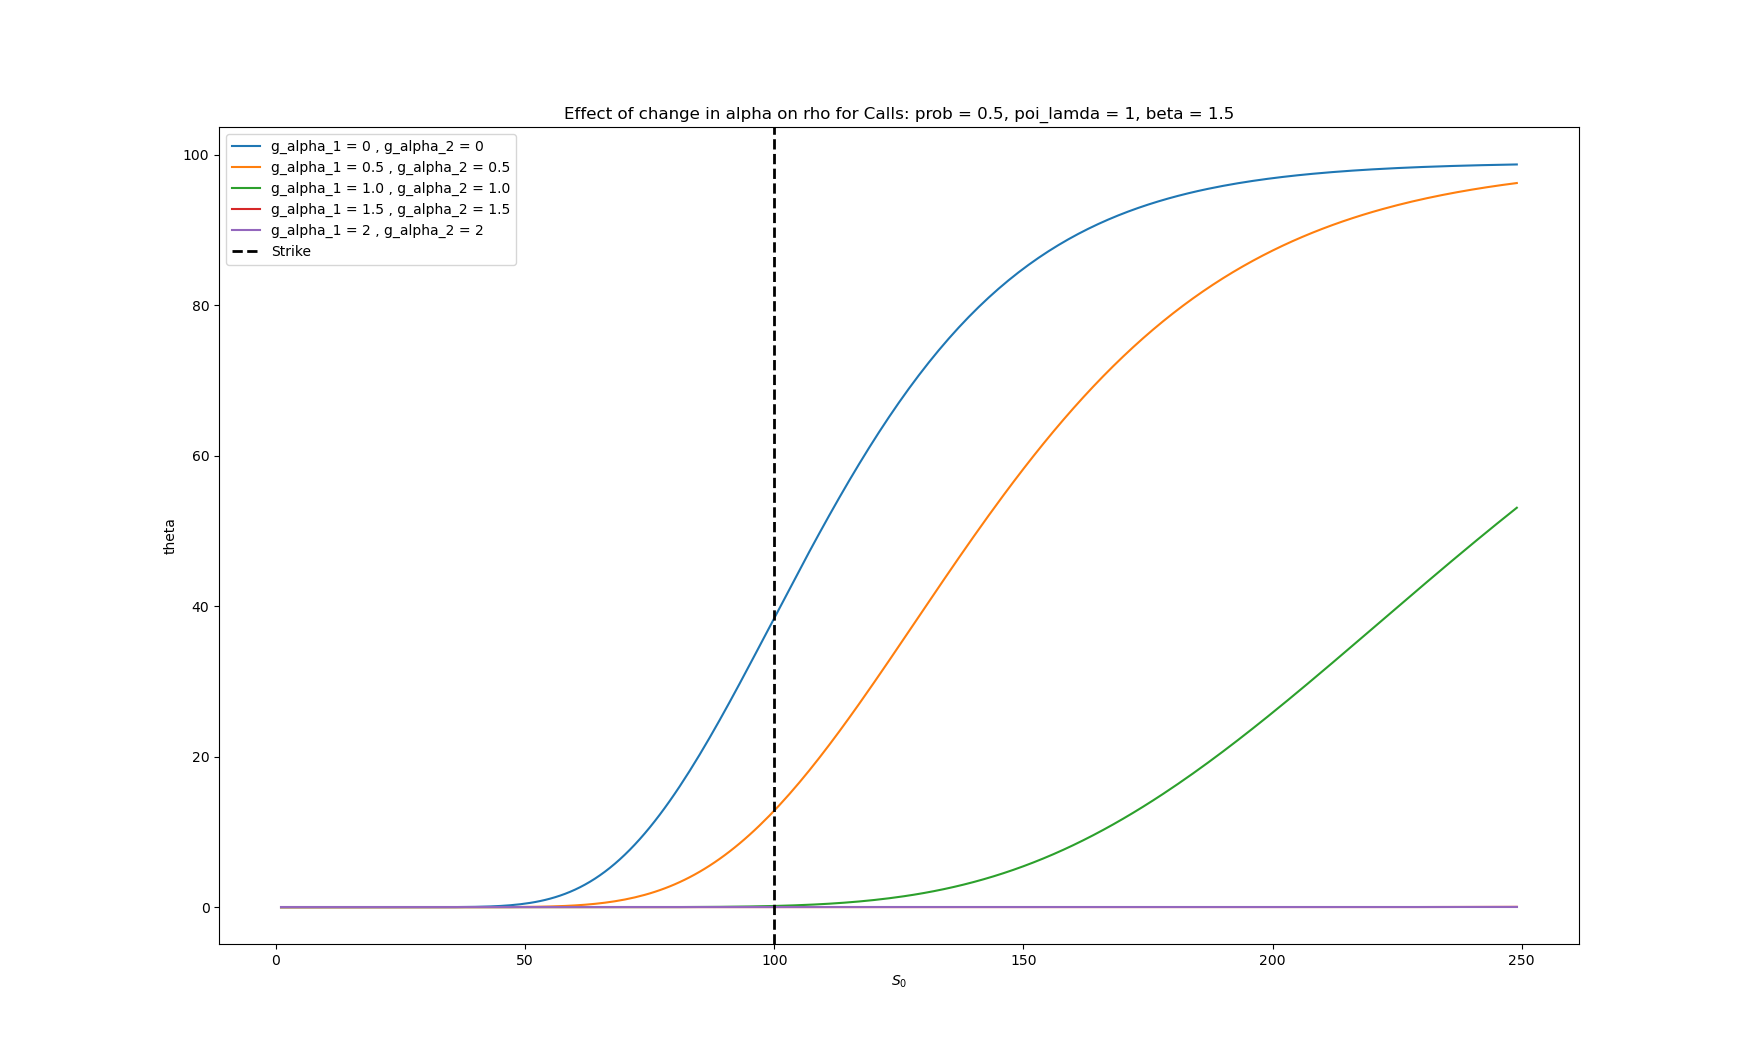 Effect of change in alpha on rho for Calls: prob = 0.5, poi_lamda = 1, beta = 1.5
g_alpha_1 = 0 , g_alpha_2 = 0
g_alpha_1 = 0.5 , g_alpha_2 = 0.5
g_alpha_1 = 1.0 , g_alpha_2 = 1.0
g_alpha_1 = 1.5 , g_alpha_2 = 1.5
g_alpha_1 = 2 , g_alpha_2 = 2
Strike
100
80
60
40
20
0
theta
0 50 100 150 200 250
S_0